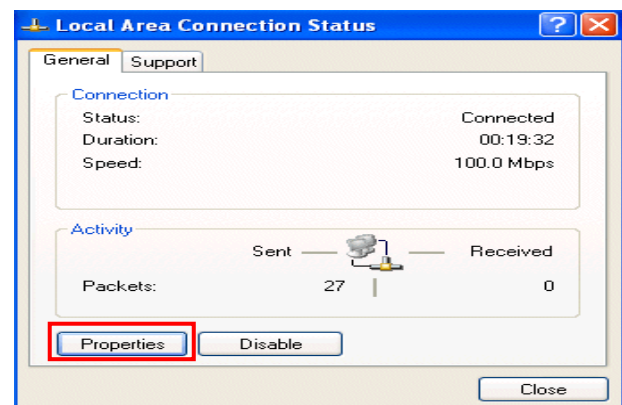 Local Area Connection Status
General Support
Connection
Status: Connected
Duration: 00:19:32
Speed: 100.0 Mbps
Activity
Sent Received
Packets: 27 0
Properties Disable
Close